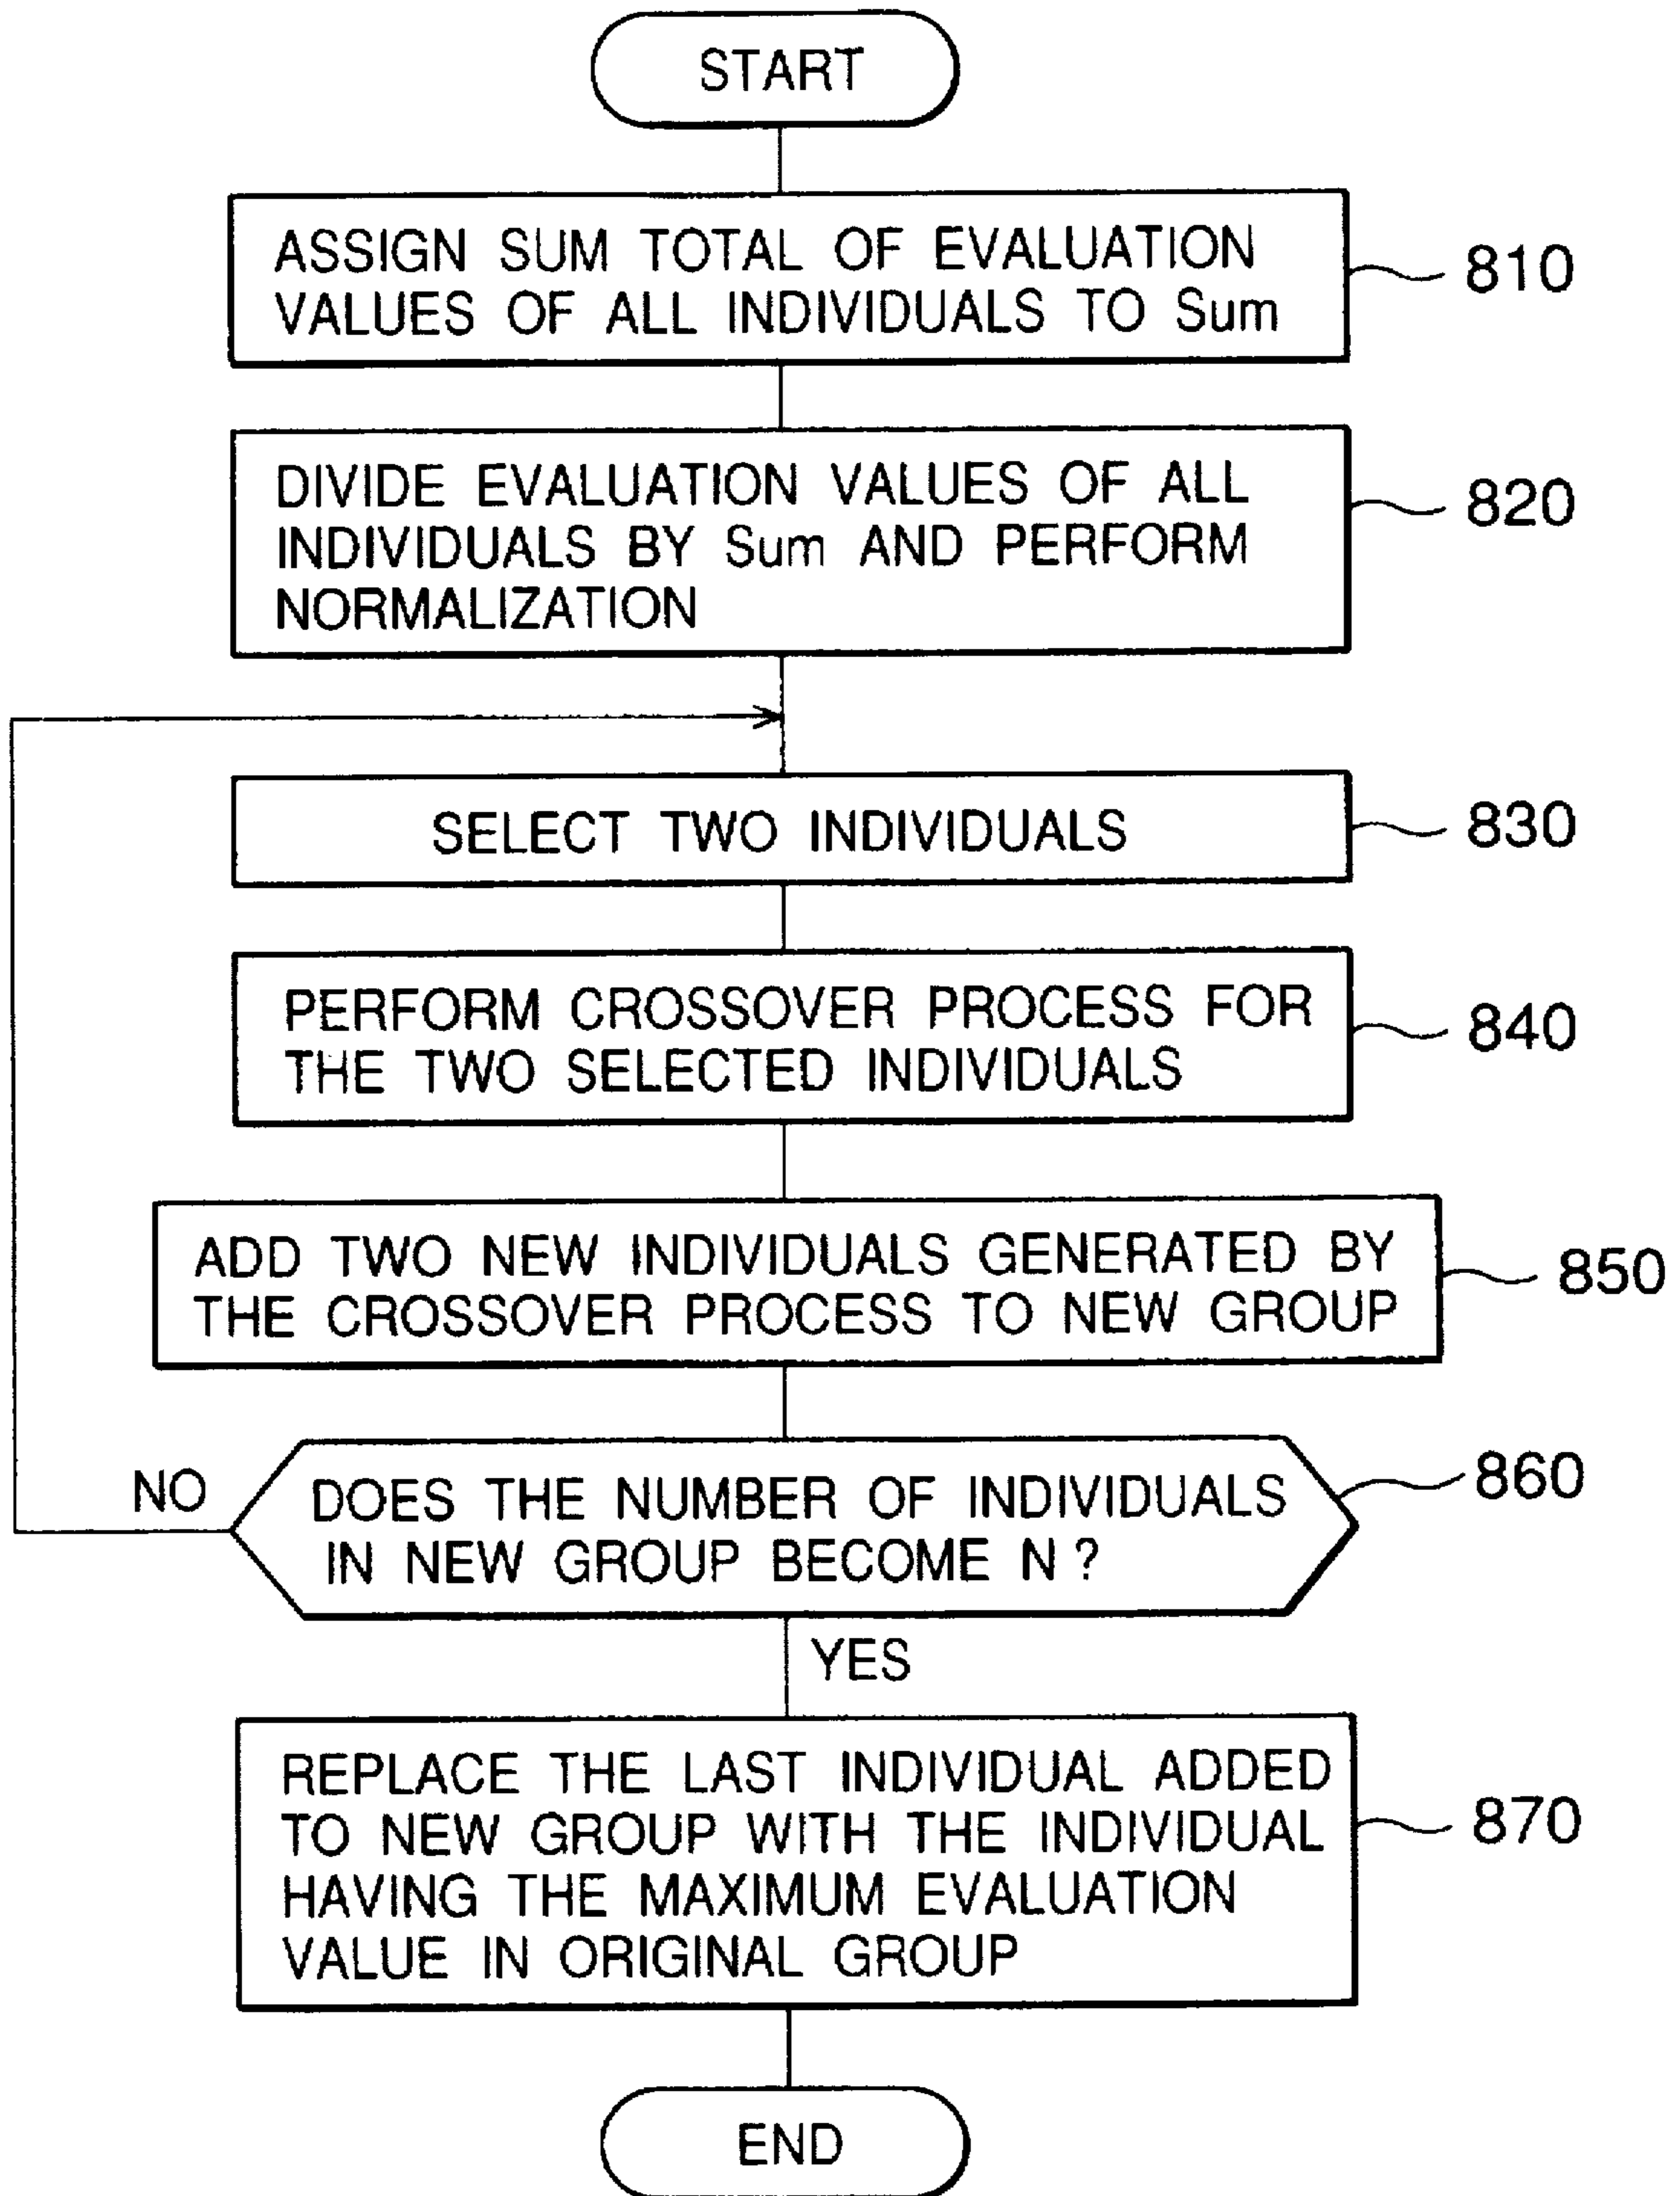 START
ASSIGN SUM TOTAL OF EVALUATION
VALUES OF ALL INDIVIDUALS TO Sum
810
DIVIDE EVALUATION VALUES OF ALL
INDIVIDUALS BY Sum AND PERFORM
NORMALIZATION
820
SELECT TWO INDIVIDUALS
830
PERFORM CROSSOVER PROCESS FOR
THE TWO SELECTED INDIVIDUALS
840
ADD TWO NEW INDIVIDUALS GENERATED BY
THE CROSSOVER PROCESS TO NEW GROUP
850
NO
DOES THE NUMBER OF INDIVIDUALS
IN NEW GROUP BECOME N ?
860
YES
REPLACE THE LAST INDIVIDUAL ADDED
TO NEW GROUP WITH THE INDIVIDUAL
HAVING THE MAXIMUM EVALUATION
VALUE IN ORIGINAL GROUP
870
END